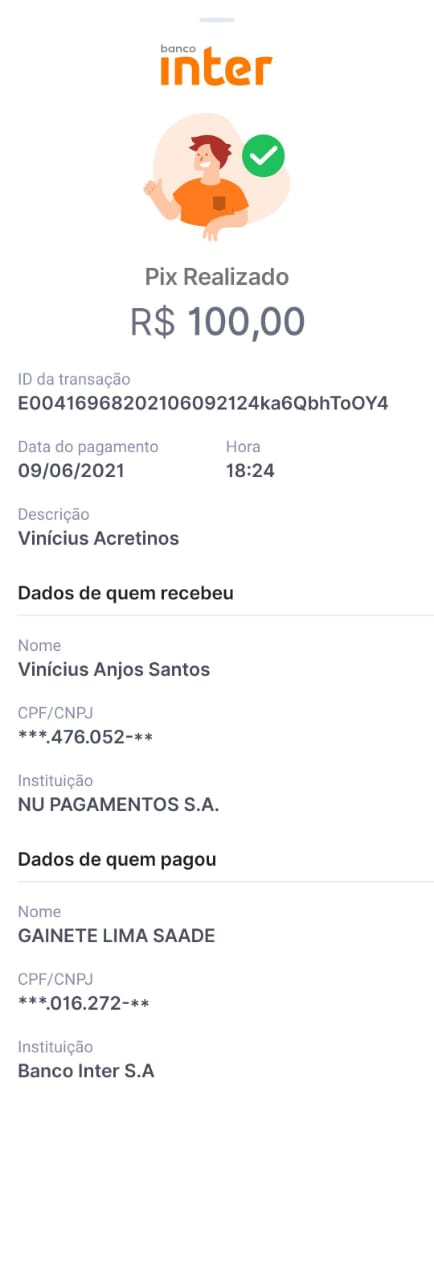 banco
inter
Pix Realizado
R$ 100,00
ID da transação
E00416968202106092124ka6QbhToOY4
Data do pagamento Hora
09/06/2021 18:24
Descrição
Vinícius Acretinos
Dados de quem recebeu
Nome
Vinícius Anjos Santos
CPF/CNPJ
***.476.052-**
Instituição
NU PAGAMENTOS S.A.
Dados de quem pagou
Nome
GAINETE LIMA SAADE
CPF/CNPJ
***.016.272-**
Instituição
Banco Inter S.A